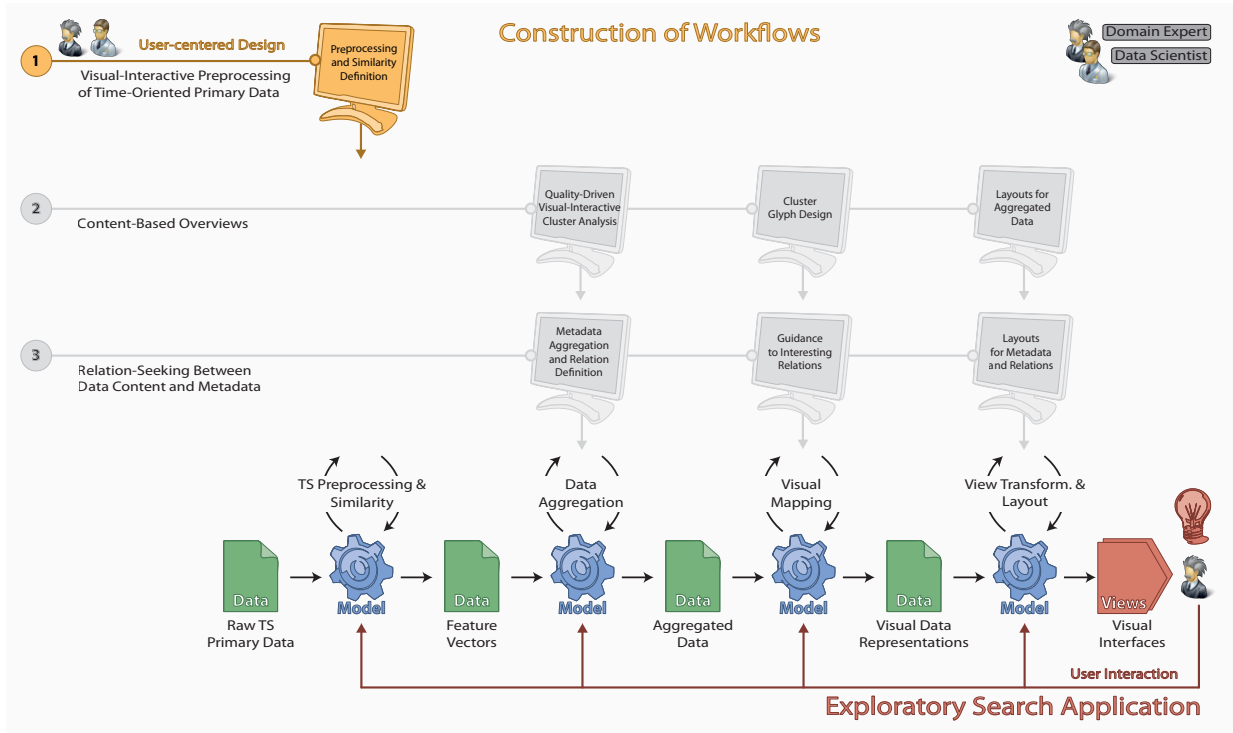 Construction of Workflows
Domain Expert
Data Scientist
1
User-centered Design
Visual-Interactive Preprocessing
of Time-Oriented Primary Data
Preprocessing
and Similarity
Definition
2
Content-Based Overviews
Quality-Driven
Visual-Interactive
Cluster Analysis
Cluster
Glyph Design
Layouts for
Aggregated
Data
3
Relation-Seeking Between
Data Content and Metadata
Metadata
Aggregation
and Relation
Definition
Guidance
to Interesting
Relations
Layouts
for Metadata
and Relations
TS Preprocessing &
Similarity
Data
Aggregation
Visual
Mapping
View Transform. &
Layout
Data
Model
Data
Model
Data
Model
Data
Model
Views
Raw TS
Primary Data
Feature
Vectors
Aggregated
Data
Visual Data
Representations
Visual
Interfaces
User Interaction
Exploratory Search Application